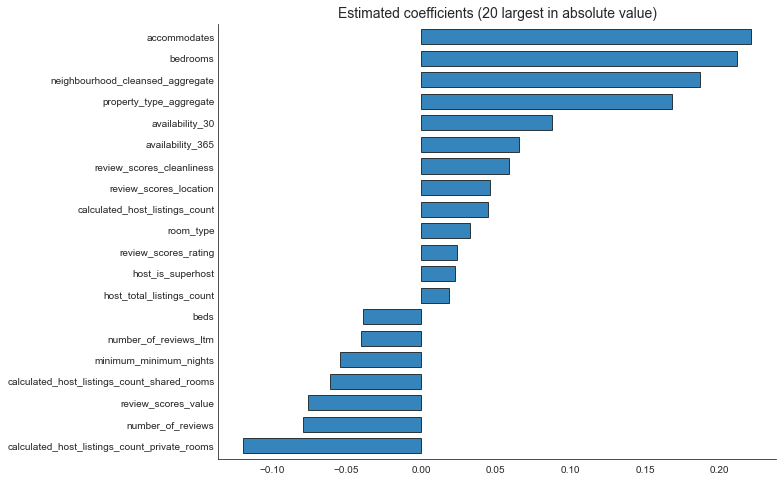 Estimated coefficients (20 largest in absolute value)
accommodates
bedrooms
neighbourhood_cleansed_aggregate
property_type_aggregate
availability_30
availability_365
review_scores_cleanliness
review_scores_location
calculated_host_listings_count
room_type
review_scores_rating
host_is_superhost
host_total_listings_count
beds
number_of_reviews_ltm
minimum_minimum_nights
calculated_host_listings_count_shared_rooms
review_scores_value
number_of_reviews
calculated_host_listings_count_private_rooms
−0.10 −0.05 0.00 0.05 0.10 0.15 0.20